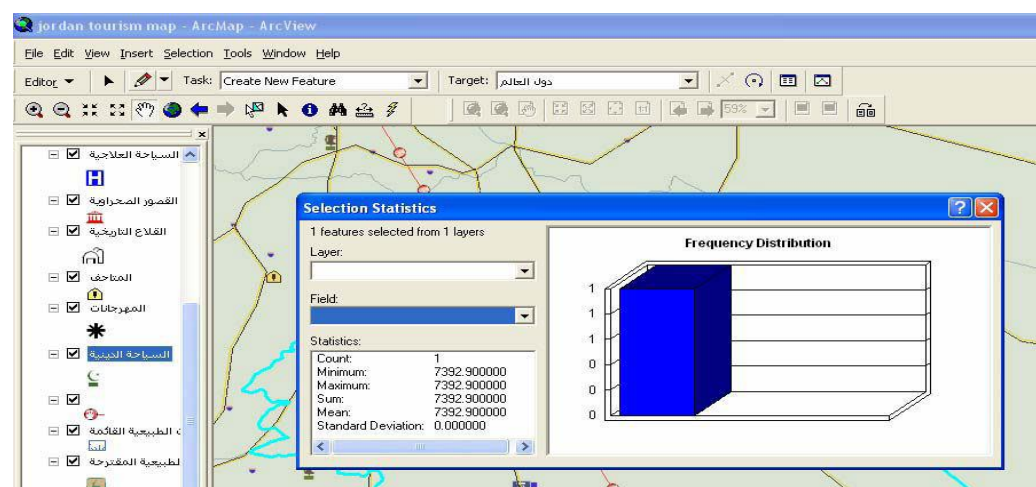 jordan tourism map - ArcMap - ArcView
File Edit View Insert Selection Tools Window Help
Editor Task: Create New Feature Target: دول العالم
59%
السياحة العلاجية
H
القصور الصحراوية
القلاع التاريخية
المتاحف
المهرجانات
السياحة الدينية
الطبيعية القائمة
لطبيعية المقترحة
Selection Statistics
1 features selected from 1 layers
Layer:
Field:
Statistics:
Count: 1
Minimum: 7392.900000
Maximum: 7392.900000
Sum: 7392.900000
Mean: 7392.900000
Standard Deviation: 0.000000
Frequency Distribution
1
1
1
0
0
0